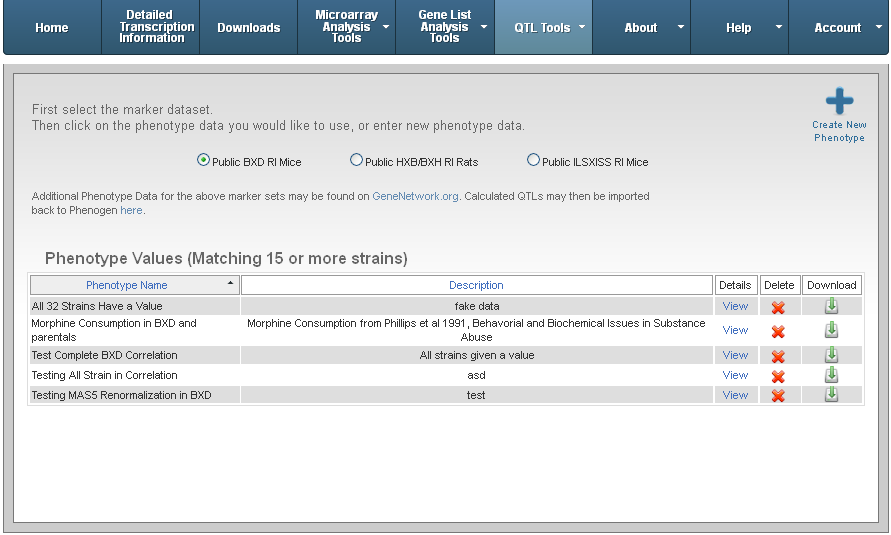 Home
Detailed
Transcription
Information
Downloads
Microarray
Analysis
Tools
Gene List
Analysis
Tools
QTL Tools
About
Help
Account
First select the marker dataset.
Then click on the phenotype data you would like to use, or enter new phenotype data.
Create New
Phenotype
Public BXD RI Mice
Public HXB/BXH RI Rats
Public ILSXISS RI Mice
Additional Phenotype Data for the above marker sets may be found on GeneNetwork.org. Calculated QTLs may then be imported
back to Phenogen here.
Phenotype Values (Matching 15 or more strains)
Phenotype Name Description Details Delete Download
All 32 Strains Have a Value fake data View
Morphine Consumption in BXD and
parentals
Morphine Consumption from Phillips et al 1991, Behavorial and Biochemical Issues in Substance
Abuse
View
Test Complete BXD Correlation All strains given a value View
Testing All Strain in Correlation asd View
Testing MAS5 Renormalization in BXD test View